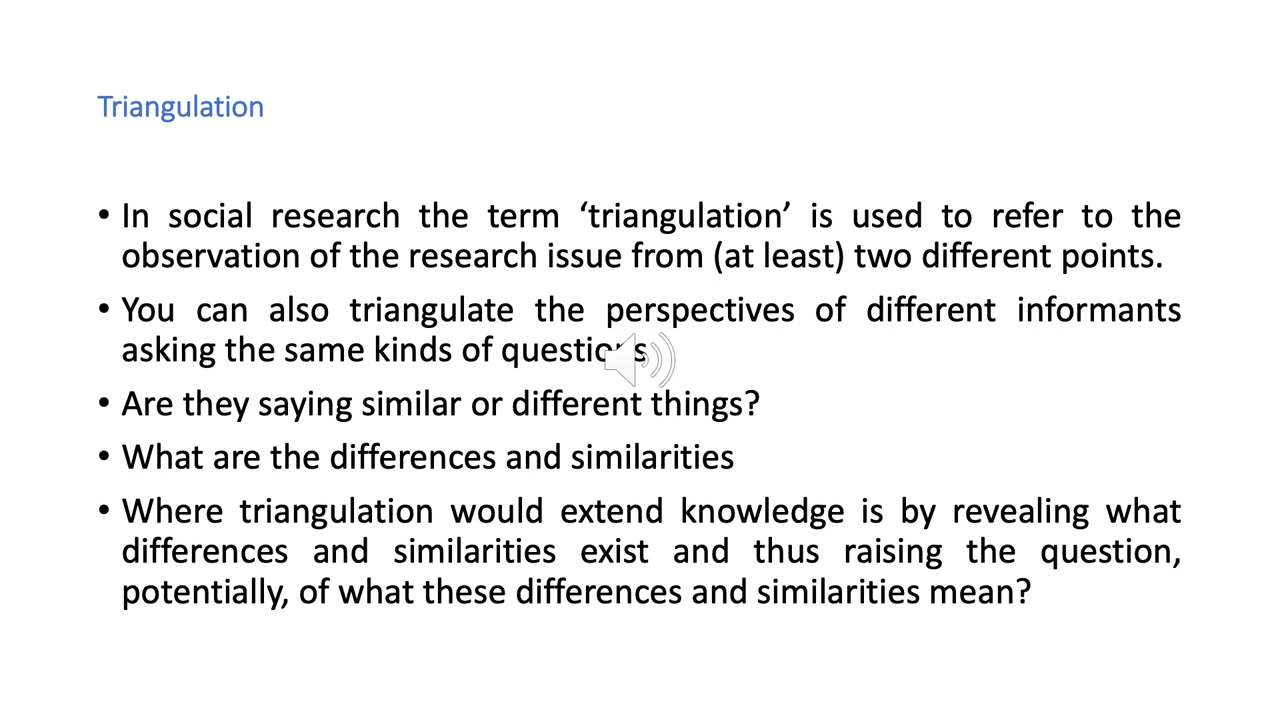 Triangulation
• In social research the term ‘triangulation’ is used to refer to the
observation of the research issue from (at least) two different points.
• You can also triangulate the perspectives of different informants
asking the same kinds of questions
• Are they saying similar or different things?
• What are the differences and similarities
• Where triangulation would extend knowledge is by revealing what
differences and similarities exist and thus raising the question,
potentially, of what these differences and similarities mean?